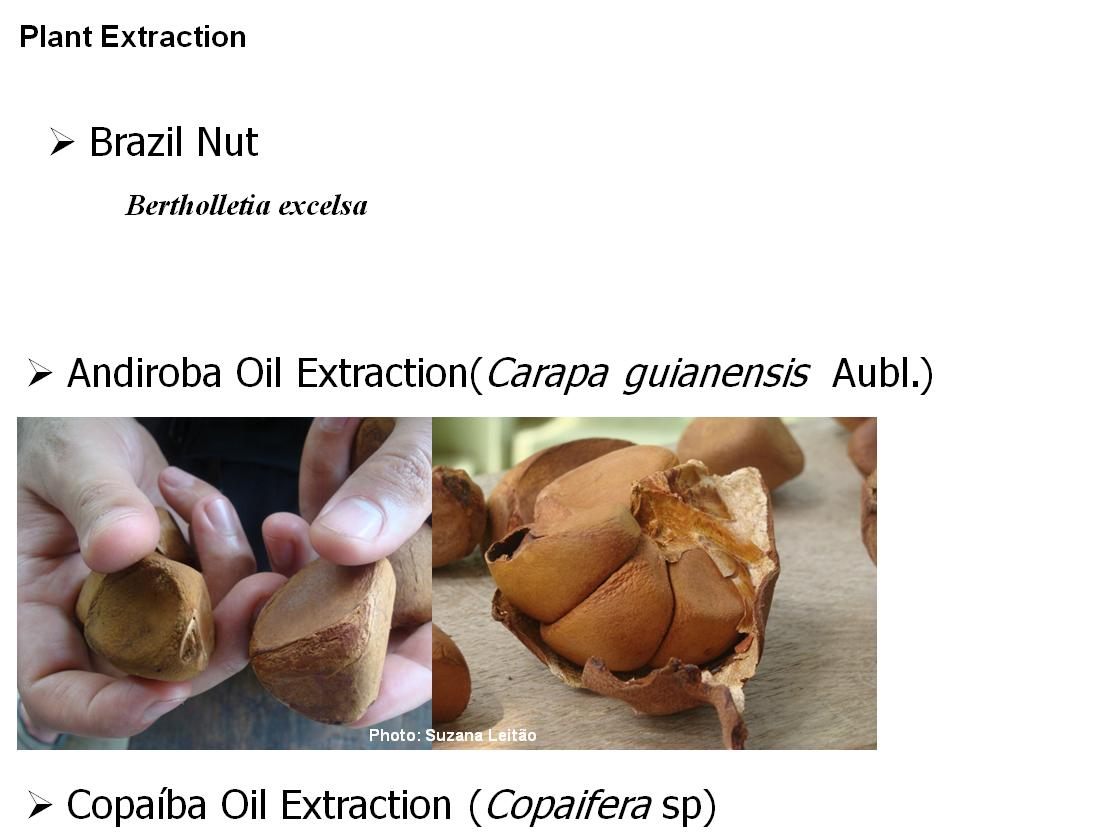 Plant Extraction
➢ Brazil Nut
Bertholletia excelsa
➢ Andiroba Oil Extraction(Carapa guianensis Aubl.)
Photo: Suzana Leitão
➢ Copaíba Oil Extraction (Copaifera sp)